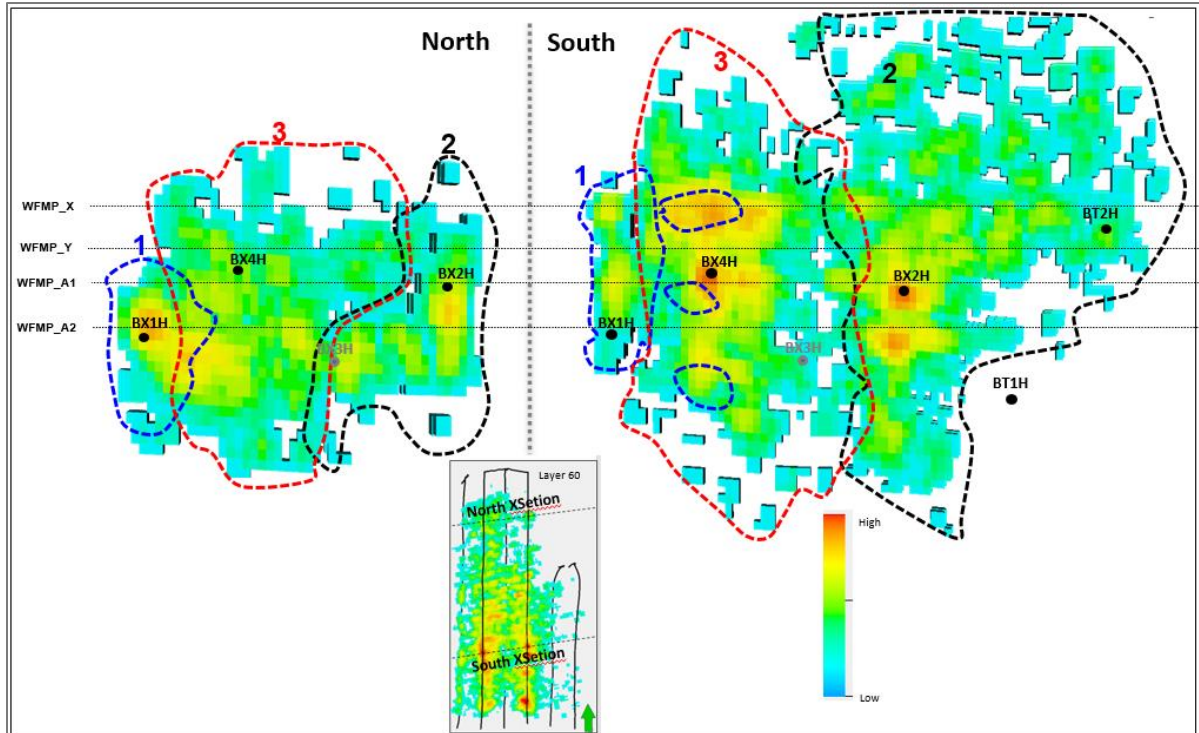 North
South
3
2
1
WFMP_X
WFMP_Y
WFMP_A1
WFMP_A2
BX4H
BX2H
BX1H
BX3H
3
2
1
BT2H
BX4H
BX2H
BX1H
BX3H
BT1H
Layer 60
North XSetion
South XSetion
High
Low